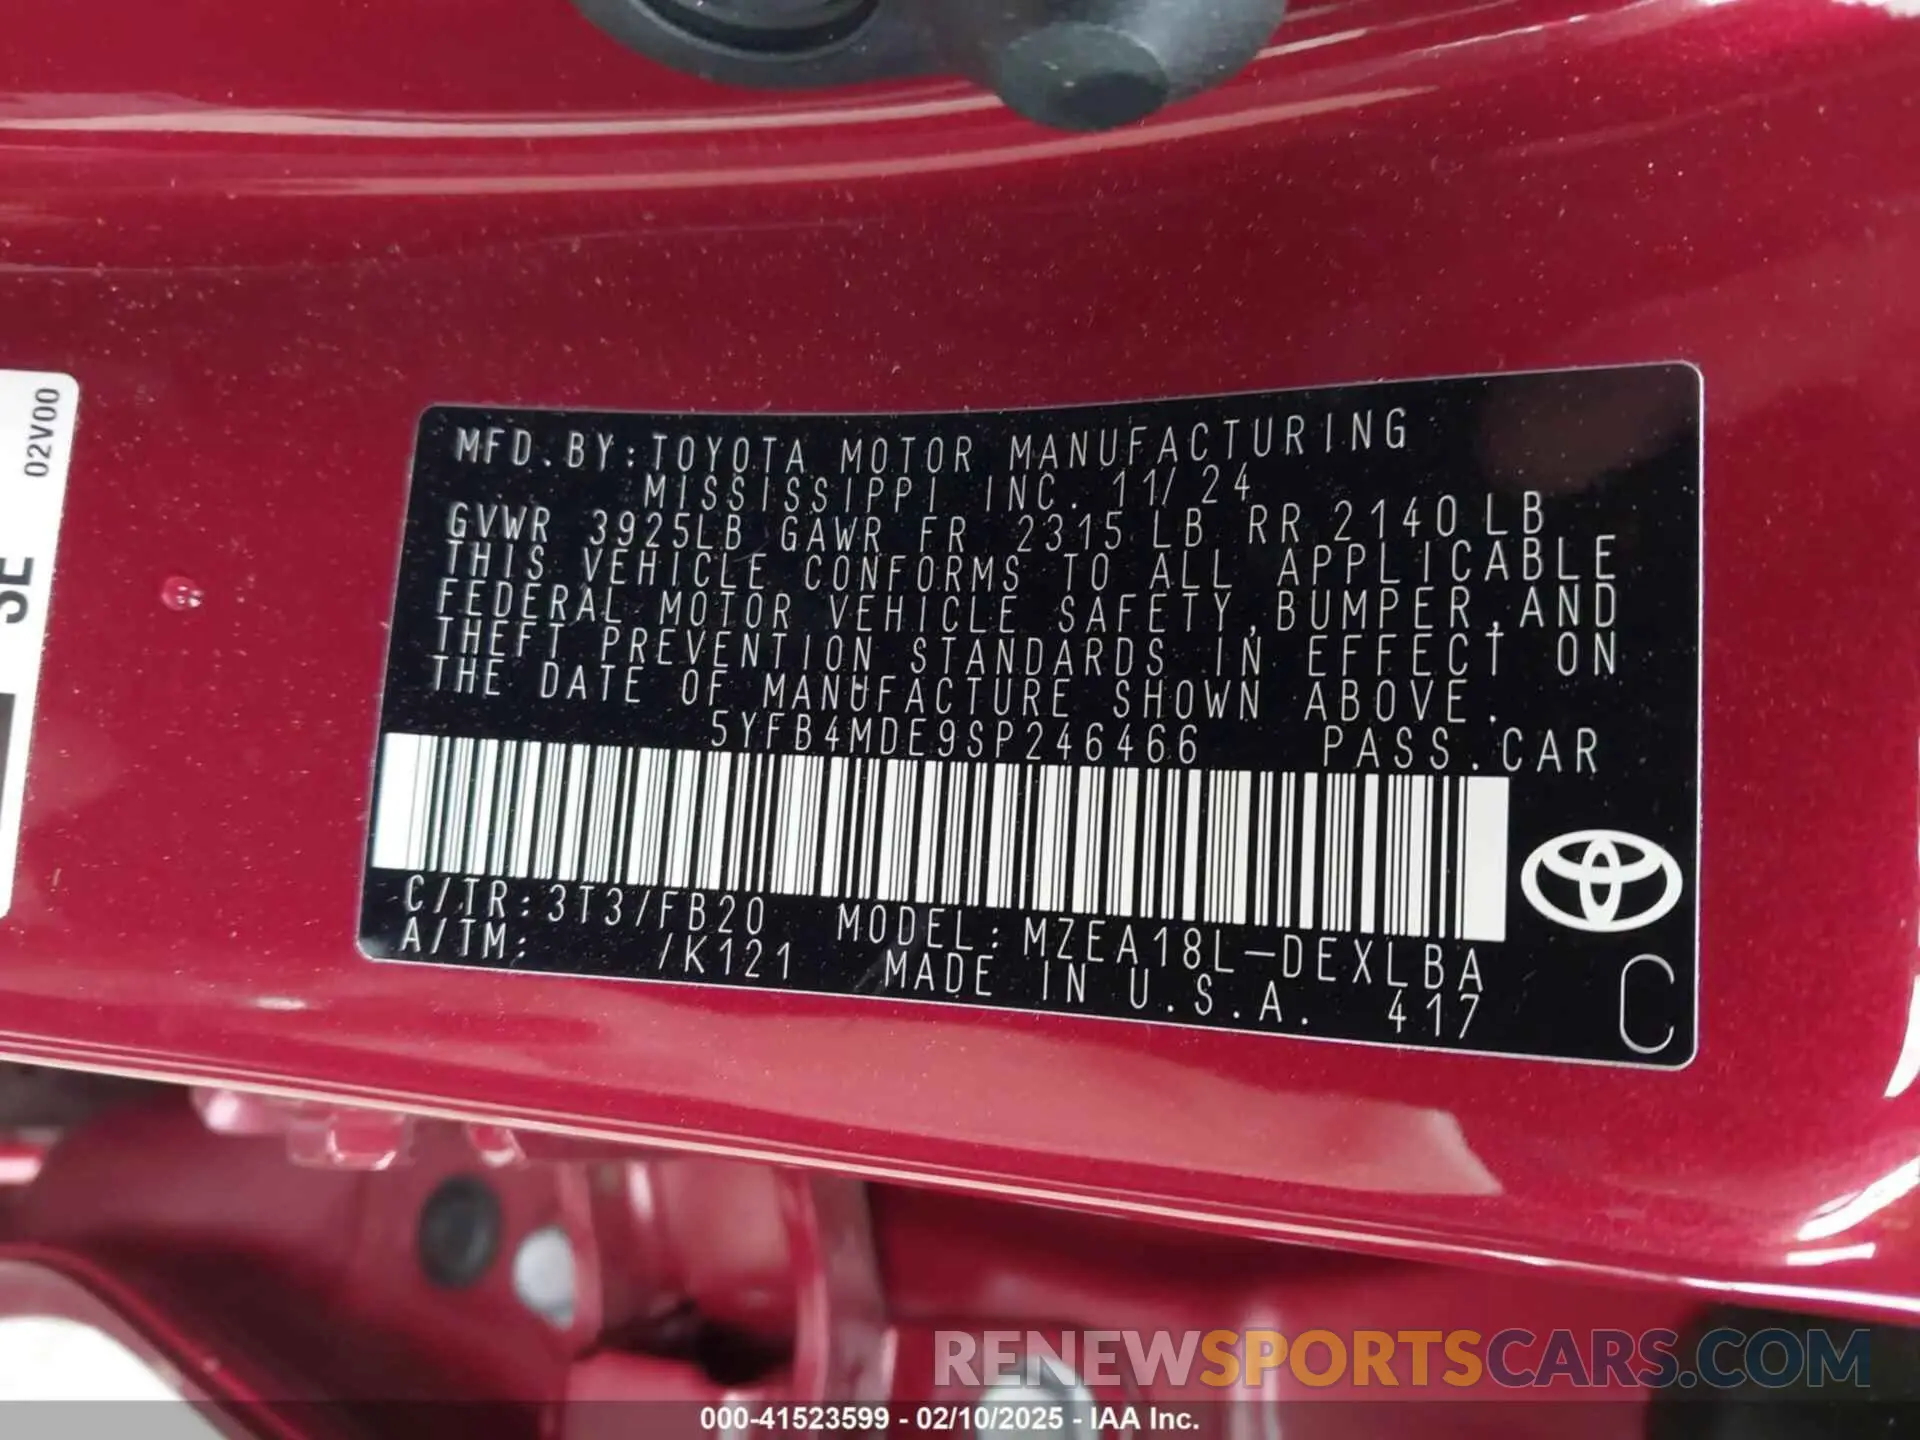 02V00
SE
MFD.BY:TOYOTA MOTOR MANUFACTURING
MISSISSIPPI INC. 11/24
GVWR 3925LB GAWR FR 2315 LB RR 2140 LB
THIS VEHICLE CONFORMS TO ALL APPLICABLE
FEDERAL MOTOR VEHICLE SAFETY,BUMPER,AND
THEFT PREVENTION STANDARDS IN EFFECT ON
THE DATE OF MANUFACTURE SHOWN ABOVE.
5YFB4MDE9SP246466 PASS.CAR
C/TR:3T3/FB20 MODEL:MZEA18L-DEXLBA
A/TM: /K121 MADE IN U.S.A. 417
C
RENEWSPORTSCARS.COM
000-41523599 - 02/10/2025 - IAA Inc.